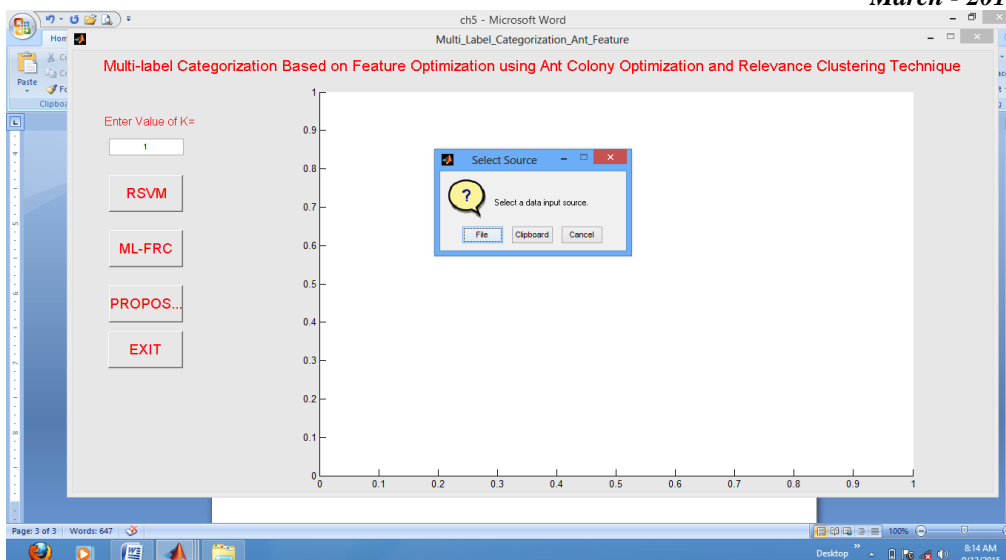 March - 201
ch5 - Microsoft Word
Multi_Label_Categorization_Ant_Feature
Paste
Multi-label Categorization Based on Feature Optimization using Ant Colony Optimization and Relevance Clustering Technique
Enter Value of K=
1
RSVM
ML-FRC
PROPOS...
EXIT
1
0.9
0.8
0.7
0.6
0.5
0.4
0.3
0.2
0.1
0
0 0.1 0.2 0.3 0.4 0.5 0.6 0.7 0.8 0.9 1
Select Source
Select a data input source.
File Clipboard Cancel
Page: 3 of 3 Words: 647 100%
Desktop 8:14 AM